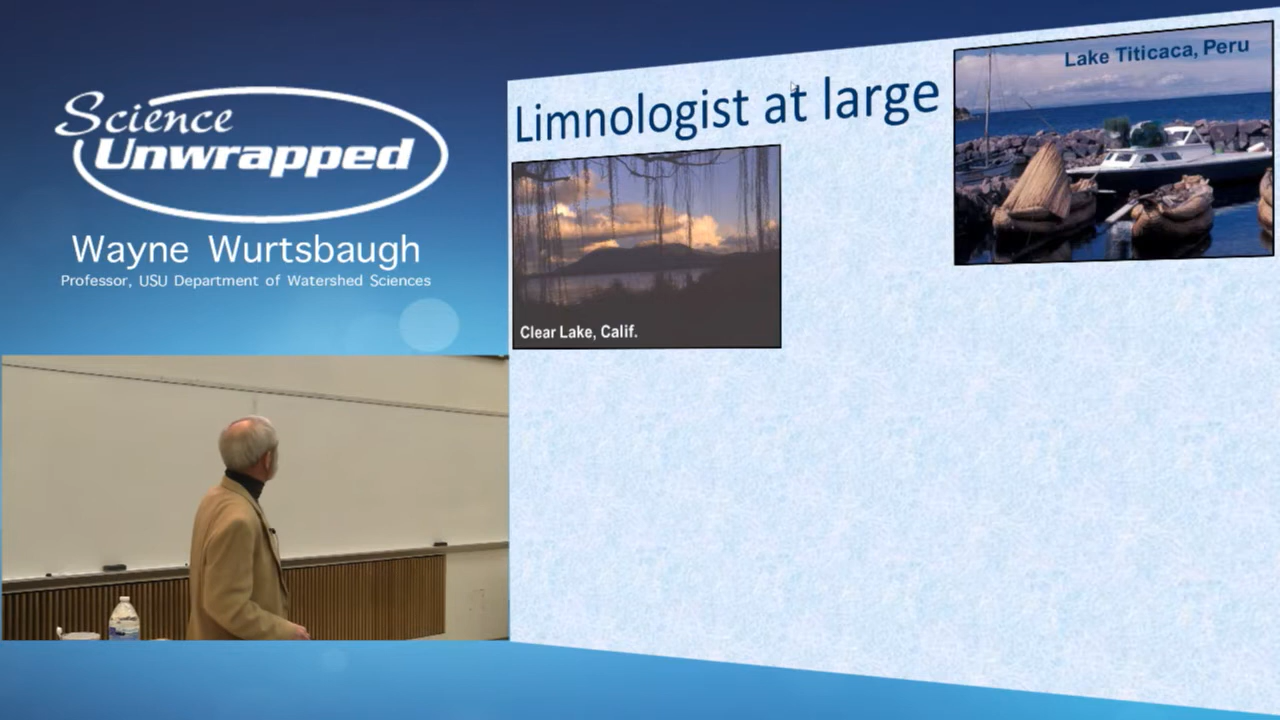 Science
Unwrapped
Wayne Wurtsbaugh
Professor, USU Department of Watershed Sciences
Limnologist at large
Lake Titicaca, Peru
Clear Lake, Calif.